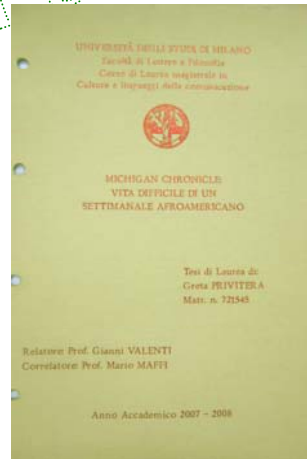 UNIVERSITÀ DEGLI STUDI DI MILANO
Facoltà di Lettere e Filosofia
Corso di Laurea magistrale in
Culture e linguaggi della comunicazione
MICHIGAN CHRONICLE:
VITA DIFFICILE DI UN
SETTIMANALE AFROAMERICANO
Tesi di Laurea di:
Greta PRIVITERA
Matr. n. 721545
Relatore: Prof. Gianni VALENTI
Correlatore: Prof. Mario MAFFI
Anno Accademico 2007 - 2008